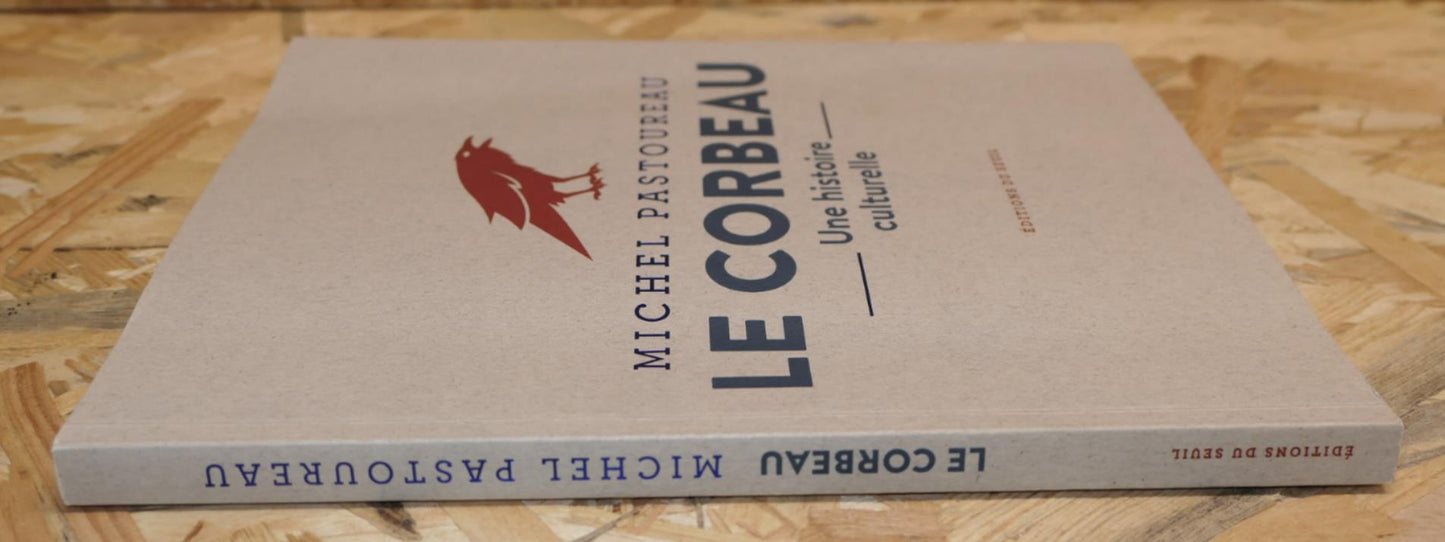 MICHEL PASTOUREAU
LE CORBEAU
Une histoire
culturelle
ÉDITIONS DU SEUIL
ÉDITIONS DU SEUIL
LE CORBEAU
MICHEL PASTOUREAU